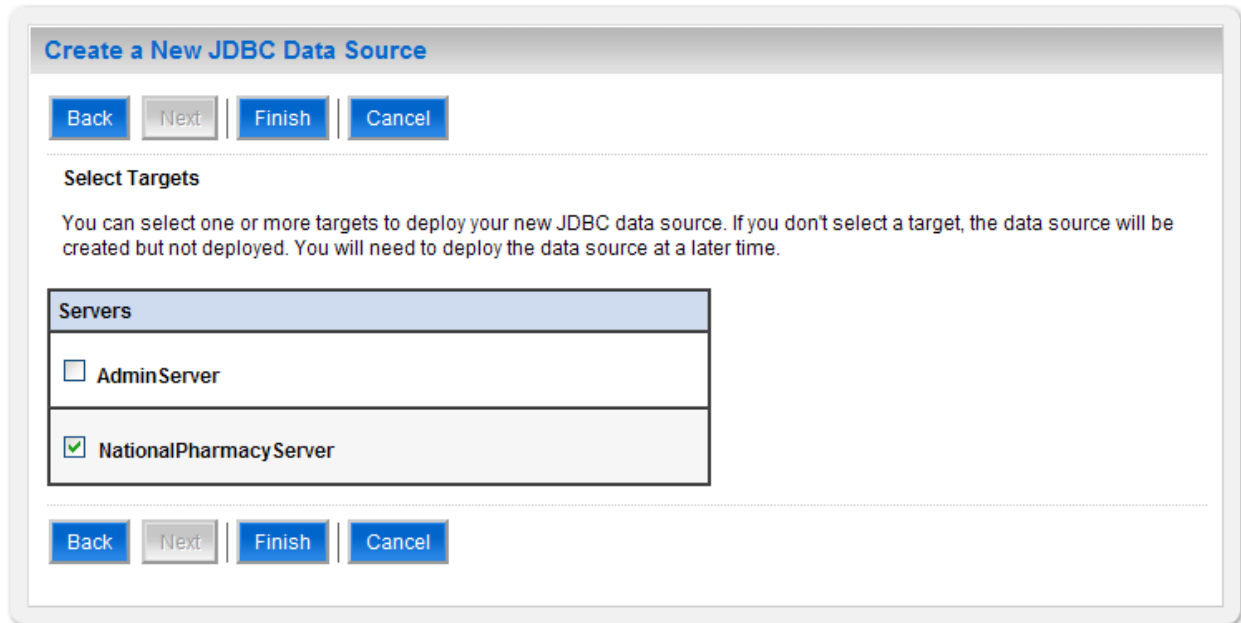 Create a New JDBC Data Source
Back Next Finish Cancel
Select Targets
You can select one or more targets to deploy your new JDBC data source. If you don't select a target, the data source will be
created but not deployed. You will need to deploy the data source at a later time.
Servers
AdminServer
NationalPharmacyServer
Back Next Finish Cancel